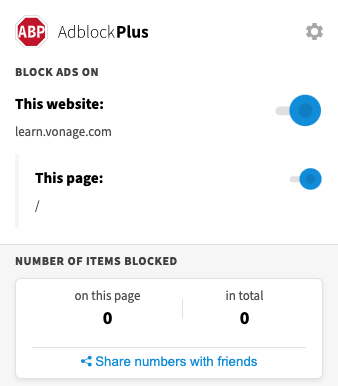 ABP AdblockPlus
BLOCK ADS ON
This website:
learn.vonage.com
This page:
/
NUMBER OF ITEMS BLOCKED
on this page in total
0 0
Share numbers with friends